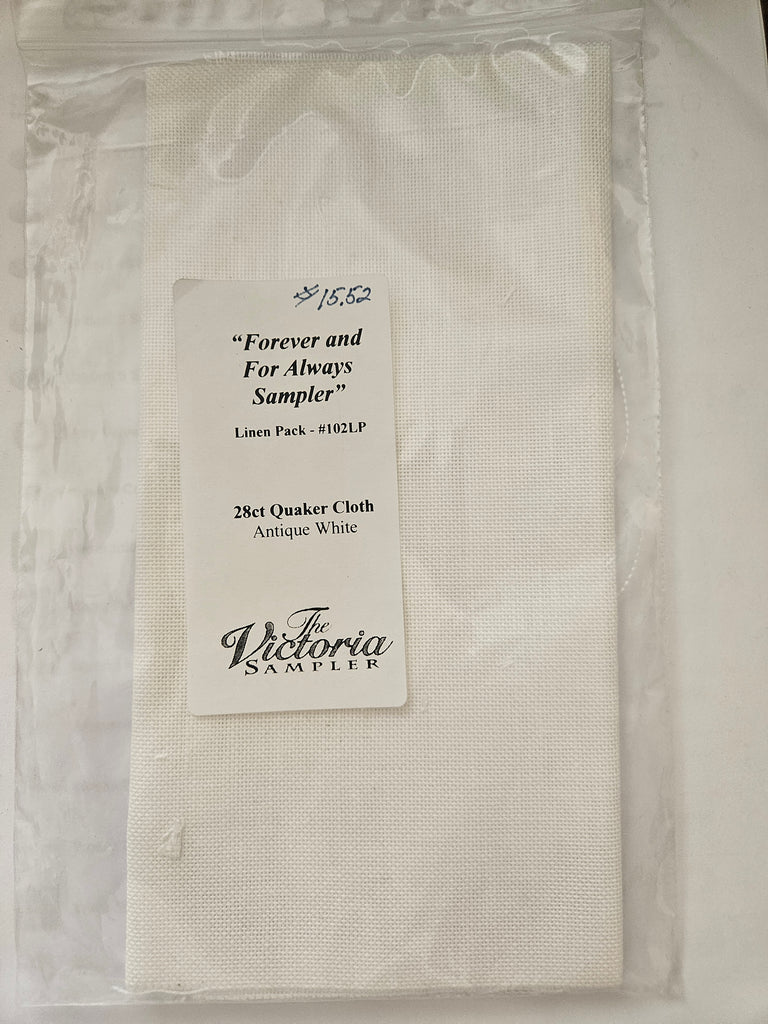 $15.52
“Forever and
For Always
Sampler”
Linen Pack - #102LP
28ct Quaker Cloth
Antique White
The
Victoria
SAMPLER